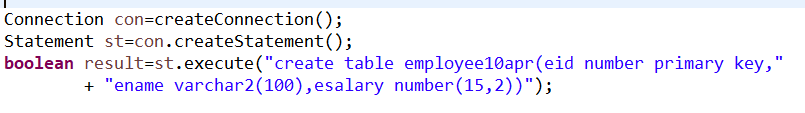 Connection con=createConnection();
Statement st=con.createStatement();
boolean result=st.execute("create table employee10apr(eid number primary key,"
+ "ename varchar2(100),esalary number(15,2))");